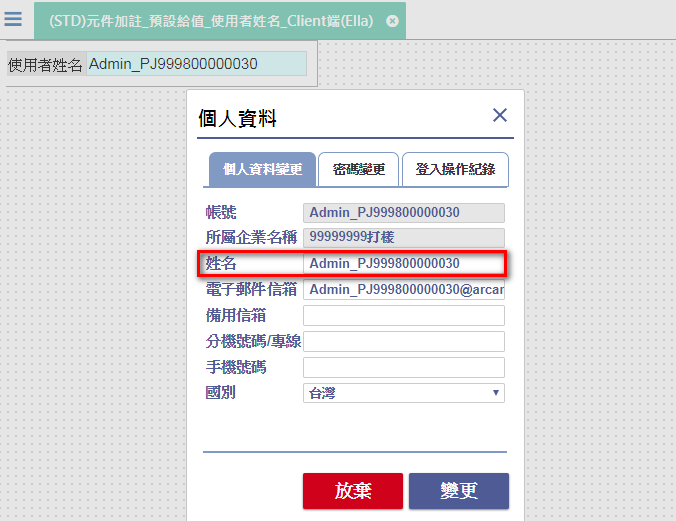 (STD)元件加註_預設給值_使用者姓名_Client端(Ella)
使用者姓名 Admin_PJ999800000030
個人資料
個人資料變更 密碼變更 登入操作紀錄
帳號 Admin_PJ999800000030
所屬企業名稱 99999999打樣
姓名 Admin_PJ999800000030
電子郵件信箱 Admin_PJ999800000030@arcar
備用信箱
分機號碼/專線
手機號碼
國別 台灣
放棄 變更